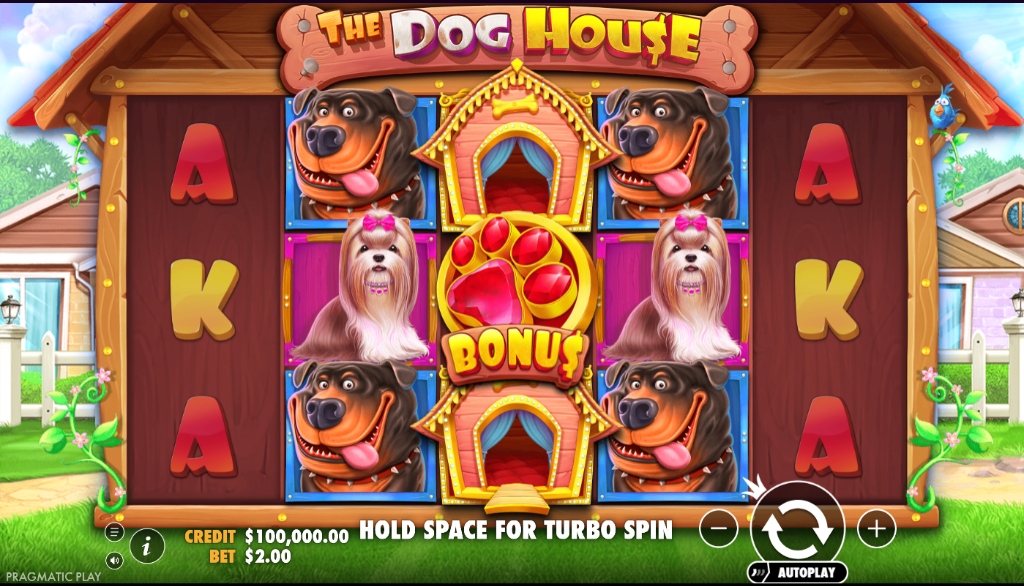 THE DOG HOU$E
A
A
K
K
BONU$
A
A
CREDIT $100,000.00
BET $2.00
HOLD SPACE FOR TURBO SPIN
AUTOPLAY
PRAGMATIC PLAY